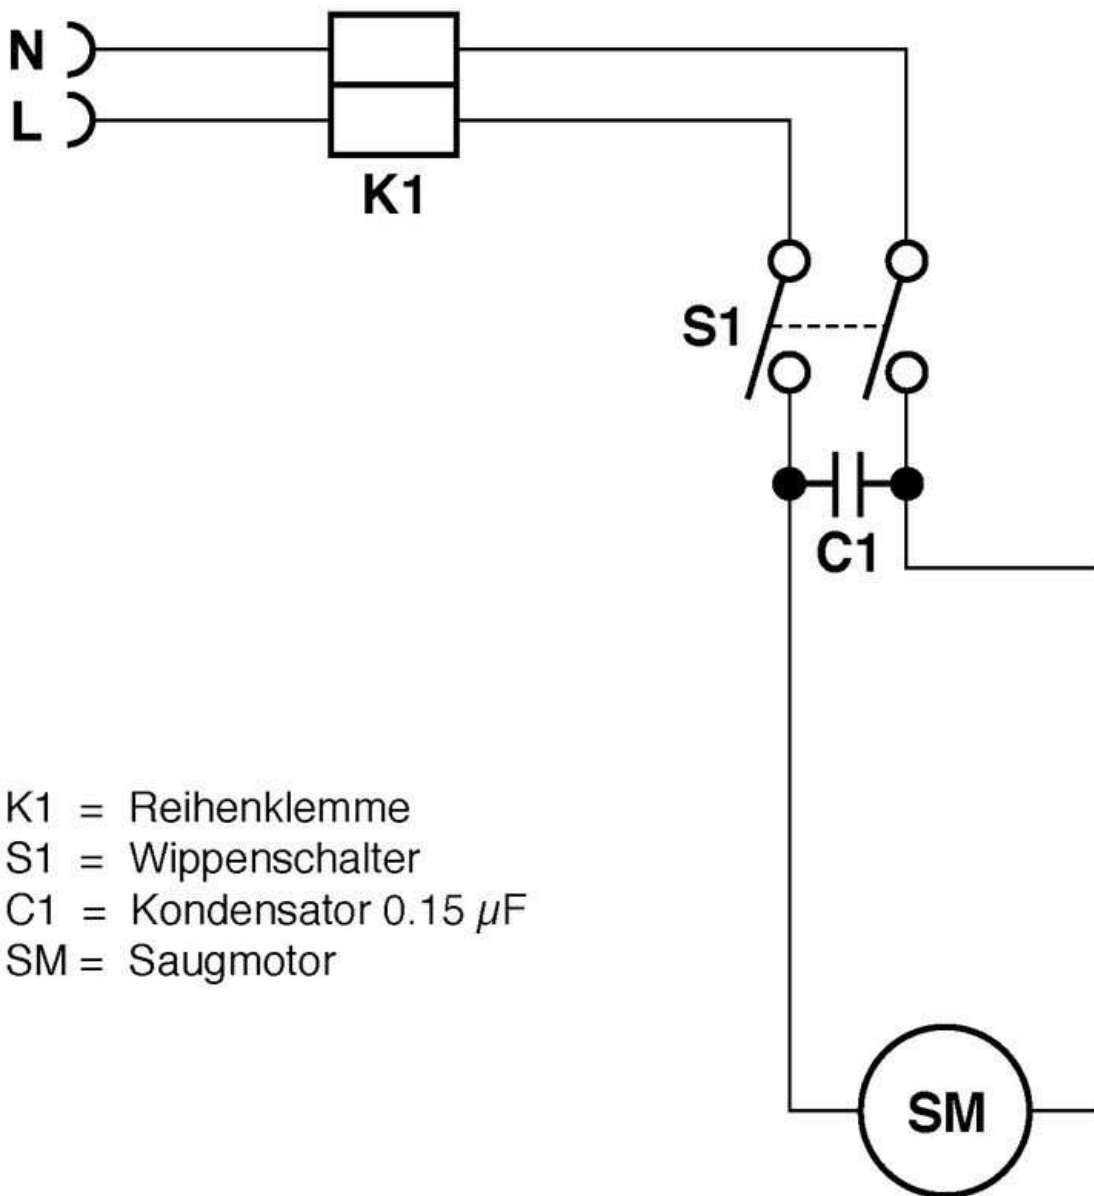 N
L
K1
S1
C1
K1 = Reihenklemme
S1 = Wippenschalter
C1 = Kondensator 0.15 μF
SM = Saugmotor
SM